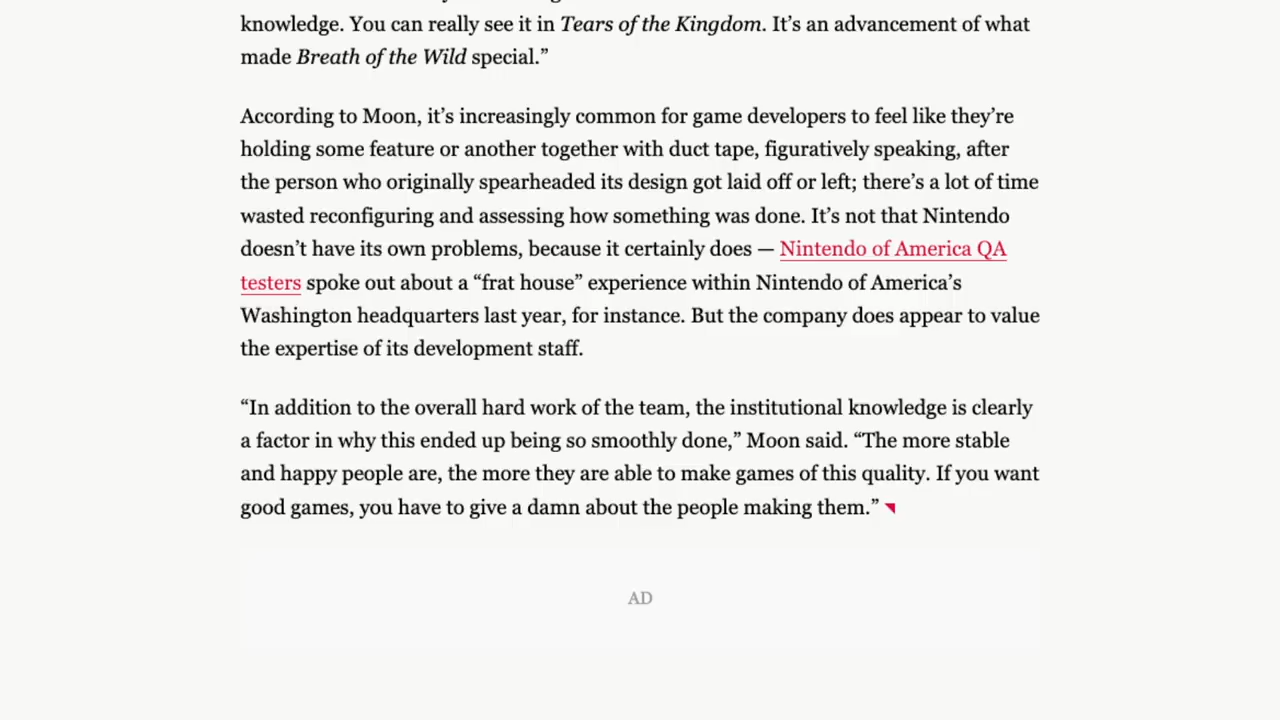 knowledge. You can really see it in Tears of the Kingdom. It’s an advancement of what
made Breath of the Wild special.”
According to Moon, it’s increasingly common for game developers to feel like they’re
holding some feature or another together with duct tape, figuratively speaking, after
the person who originally spearheaded its design got laid off or left; there’s a lot of time
wasted reconfiguring and assessing how something was done. It’s not that Nintendo
doesn’t have its own problems, because it certainly does — Nintendo of America QA
testers spoke out about a “frat house” experience within Nintendo of America’s
Washington headquarters last year, for instance. But the company does appear to value
the expertise of its development staff.
“In addition to the overall hard work of the team, the institutional knowledge is clearly
a factor in why this ended up being so smoothly done,” Moon said. “The more stable
and happy people are, the more they are able to make games of this quality. If you want
good games, you have to give a damn about the people making them.”
AD